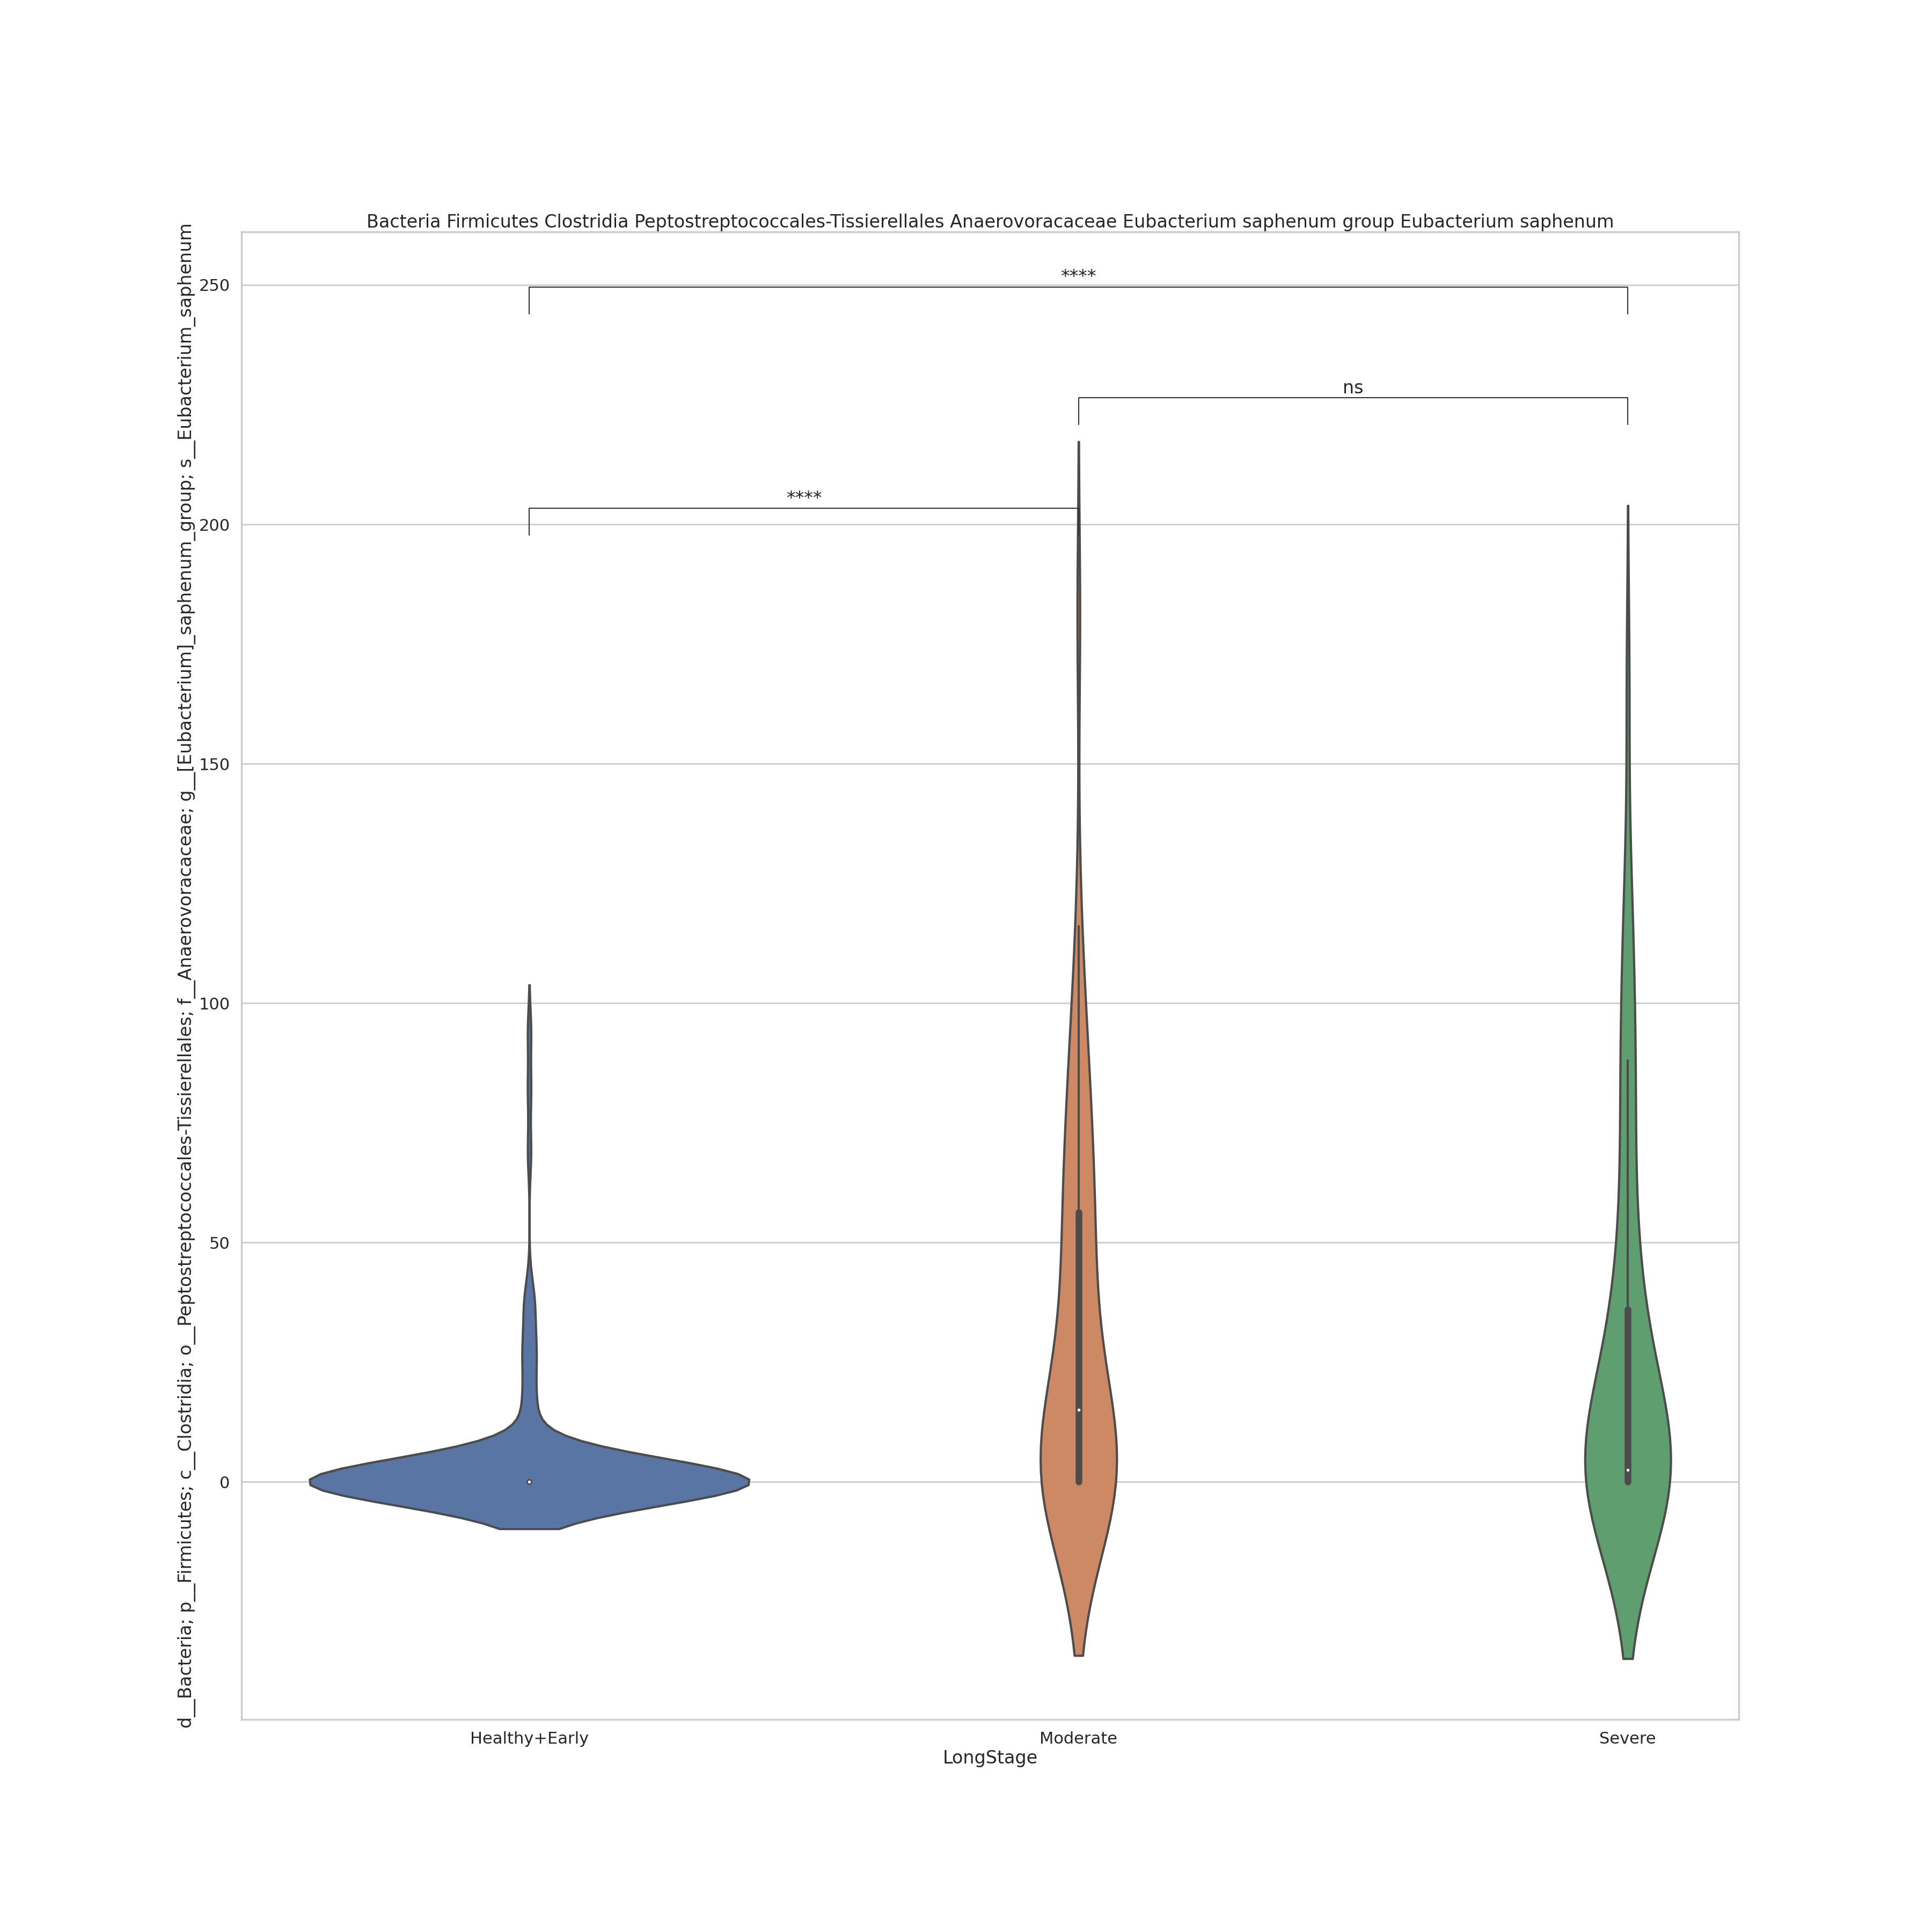 Bacteria Firmicutes Clostridia Peptostreptococcales-Tissierellales Anaerovoracaceae Eubacterium saphenum group Eubacterium saphenum
d__Bacteria; p__Firmicutes; c__Clostridia; o__Peptostreptococcales-Tissierellales; f__Anaerovoracaceae; g__[Eubacterium]_saphenum_group; s__Eubacterium_saphenum
250
200
150
100
50
0
****
ns
****
Healthy+Early
Moderate
Severe
LongStage